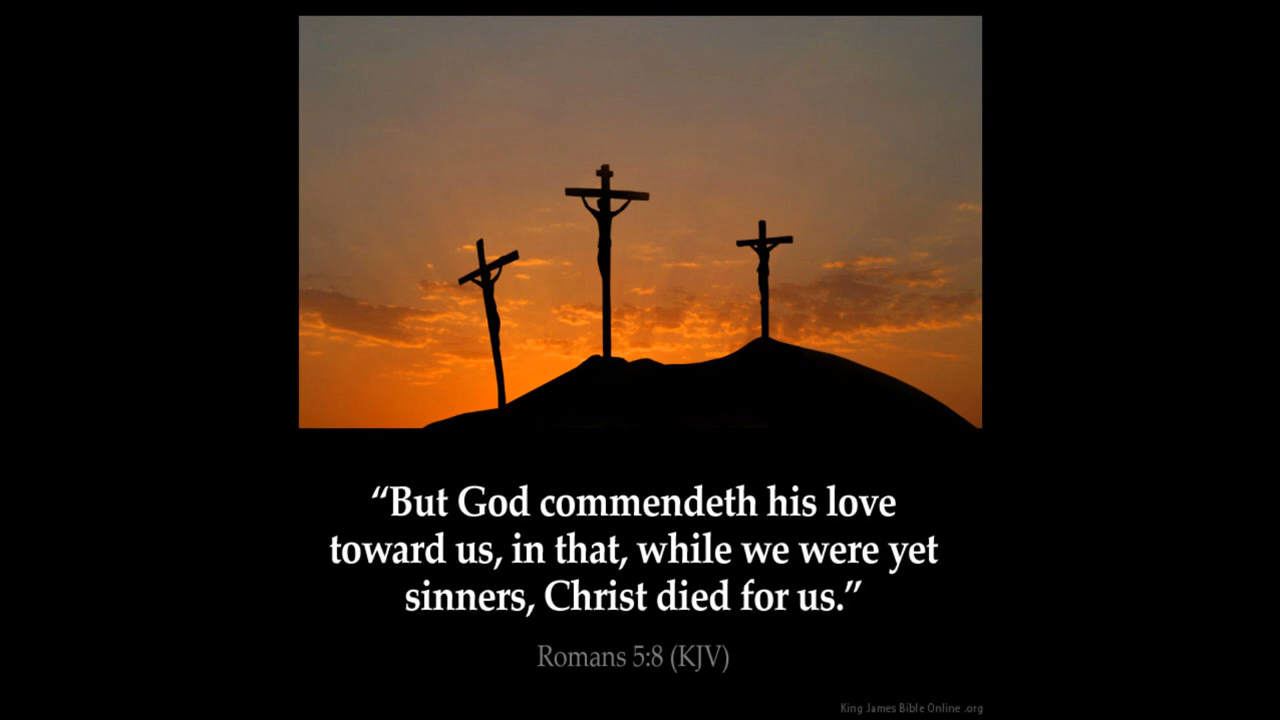 “But God commendeth his love
toward us, in that, while we were yet
sinners, Christ died for us.”
Romans 5:8 (KJV)
King James Bible Online .org